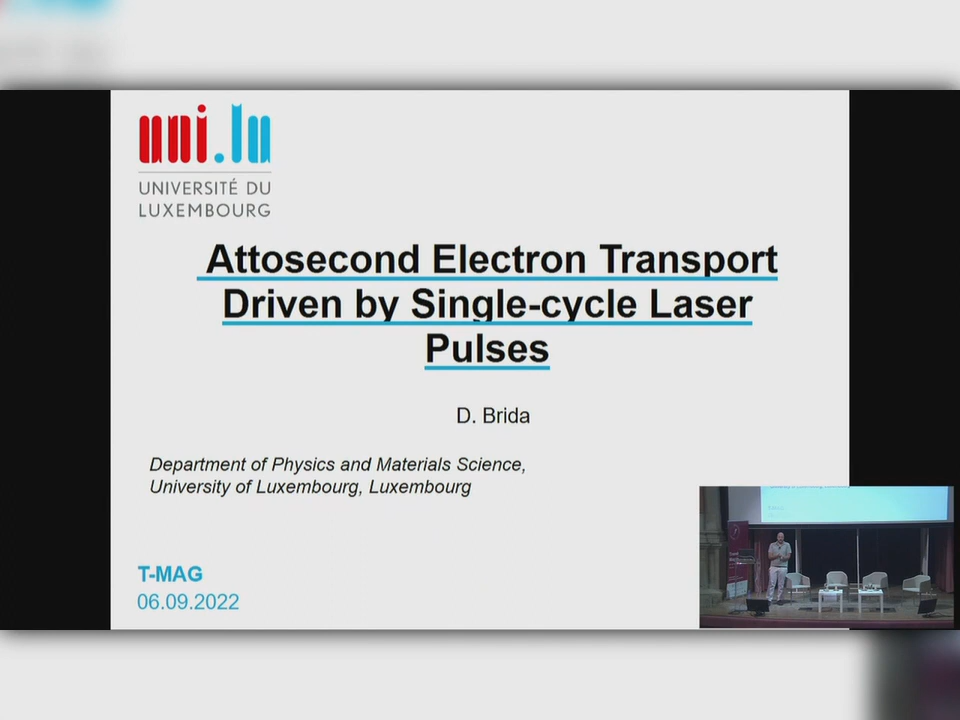 uni.lu
UNIVERSITÉ DU
LUXEMBOURG
Attosecond Electron Transport
Driven by Single-cycle Laser
Pulses
D. Brida
Department of Physics and Materials Science,
University of Luxembourg, Luxembourg
T-MAG
06.09.2022